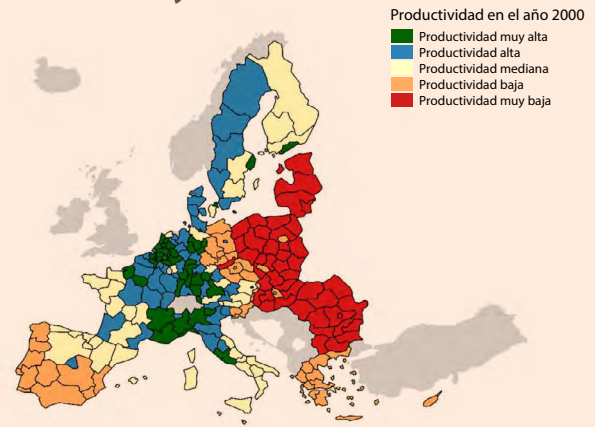 Productividad en el año 2000
Productividad muy alta
Productividad alta
Productividad mediana
Productividad baja
Productividad muy baja